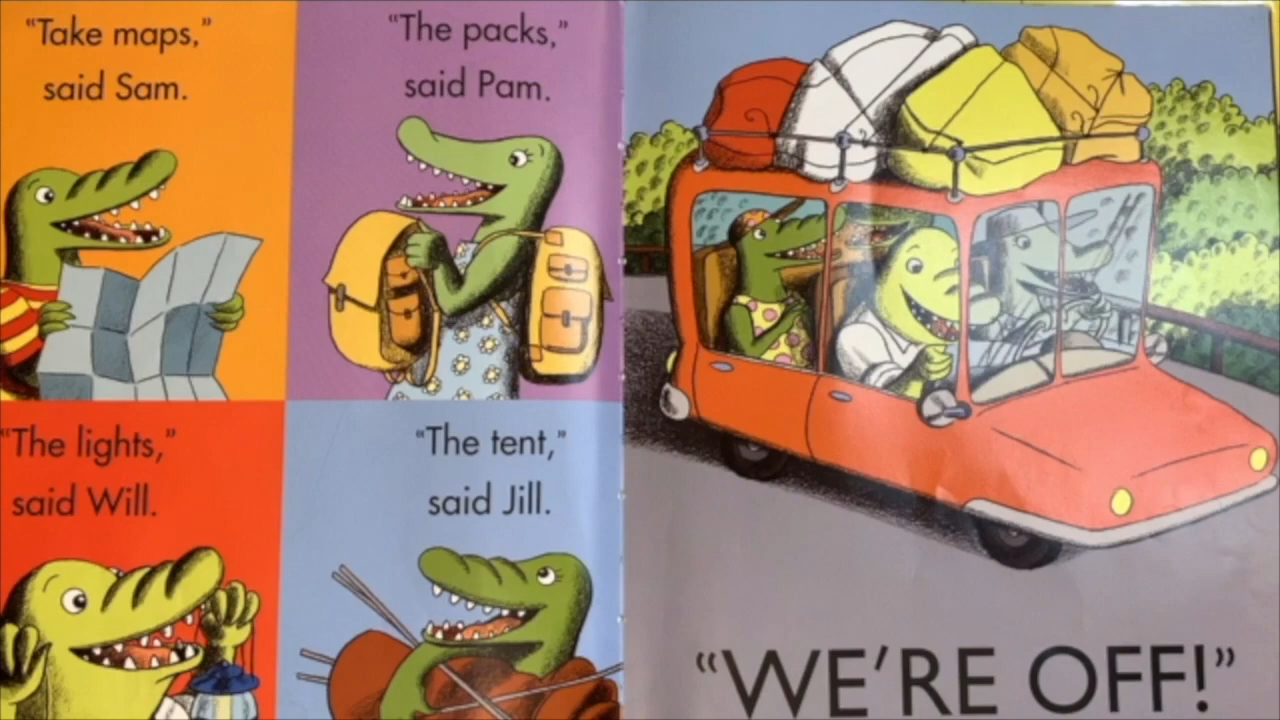 “Take maps,”
said Sam.
“The packs,”
said Pam.
“The lights,”
said Will.
“The tent,”
said Jill.
“WE’RE OFF!”